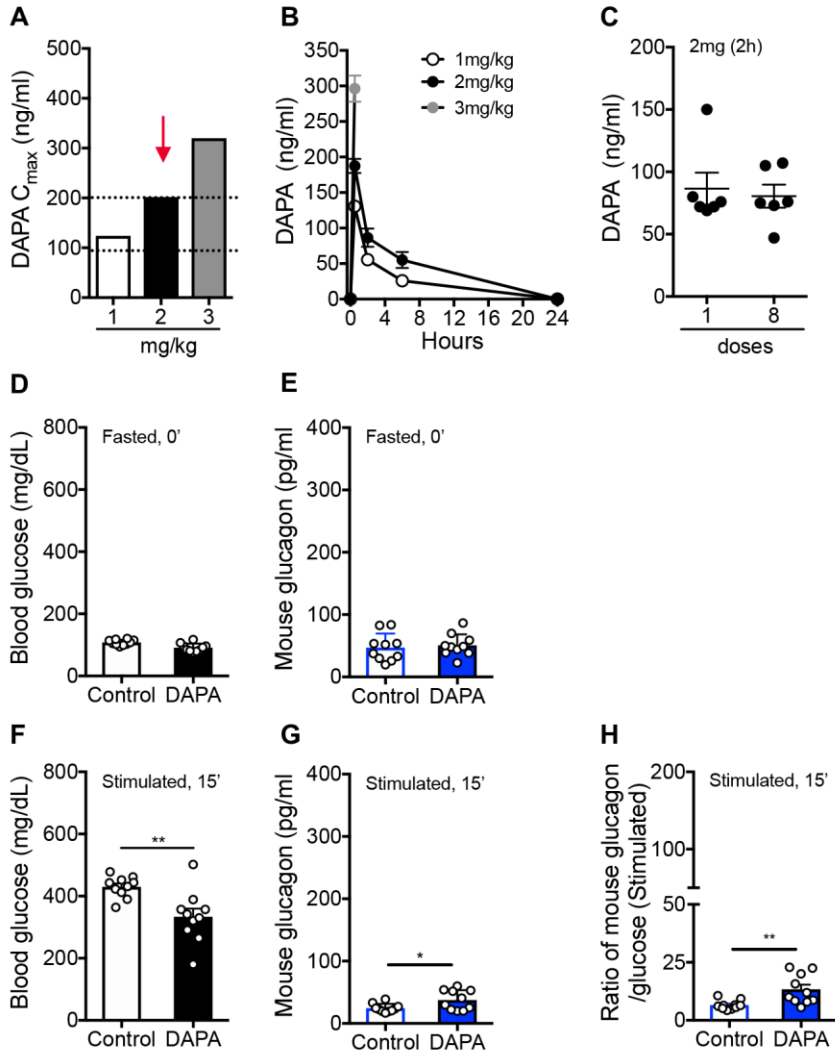 A
DAPA Cmax (ng/ml)
500
400
300
200
100
0
1 2 3
mg/kg
B
DAPA (ng/ml)
350
300
250
200
150
100
50
0
0 4 8 12 16 20 24
Hours
1mg/kg
2mg/kg
3mg/kg
C
DAPA (ng/ml)
200
150
100
50
0
2mg (2h)
1 8
doses
D
Blood glucose (mg/dL)
800
600
400
200
0
Fasted, 0’
Control DAPA
E
Mouse glucagon (pg/ml)
400
300
200
100
50
0
Fasted, 0’
Control DAPA
F
Blood glucose (mg/dL)
800
600
400
200
0
Stimulated, 15’
**
Control DAPA
G
Mouse glucagon (pg/ml)
400
300
200
100
50
0
Stimulated, 15’
*
Control DAPA
H
Ratio of mouse glucagon
/glucose (Stimulated)
200
100
50
25
0
Stimulated, 15’
**
Control DAPA